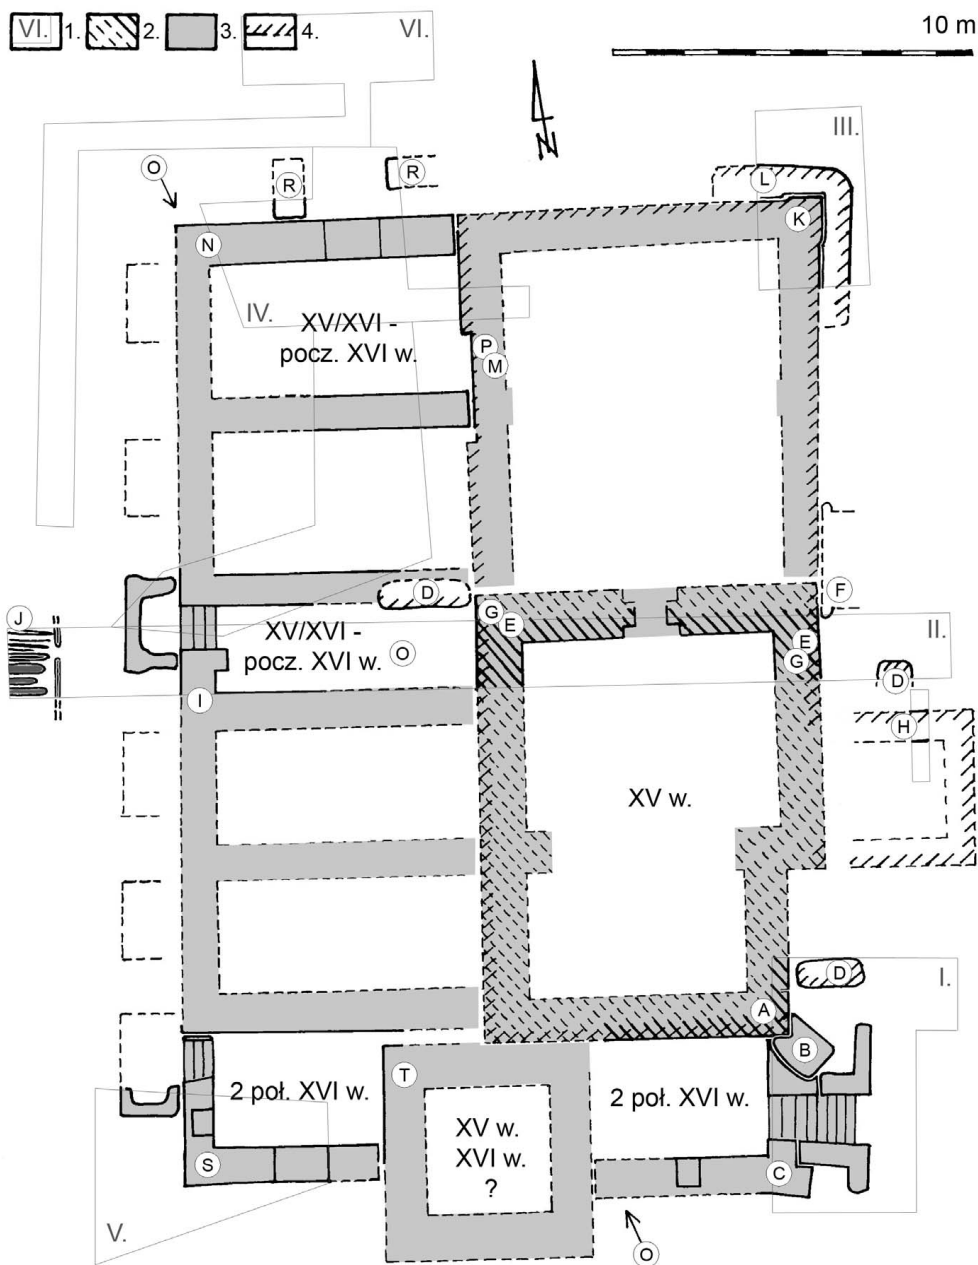 VI. 1. 2. 3. 4. VI. 10 m
N
III.
O R R L
N K
IV. XV/XVI -
pocz. XVI w.
P
M
D G F
E
J XV/XVI -
pocz. XVI w. O E II.
G D
I H
XV w.
D I.
A
B
T
2 poł. XVI w. 2 poł. XVI w.
XV w.
XVI w.
?
S C
V.
O